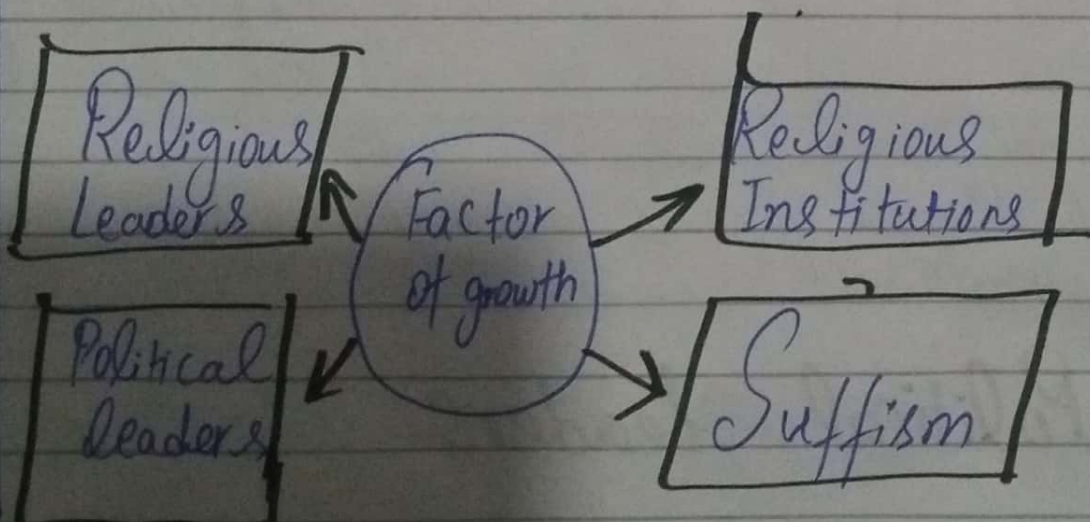 Religious
Leaders
Factor
of growth
Religious
Institutions
Political
leaders
Suffism